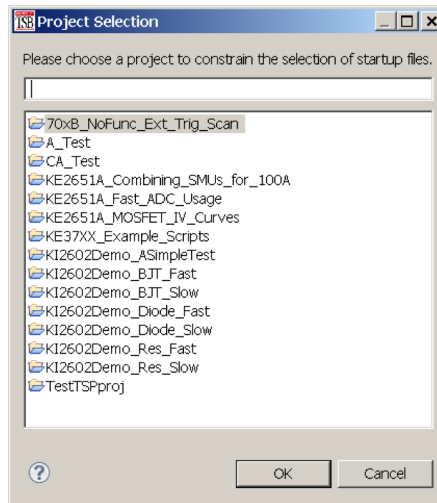 TSB Project Selection
Please choose a project to constrain the selection of startup files.
70xB_NoFunc_Ext_Trig_Scan
A_Test
CA_Test
KE2651A_Combining_SMUs_for_100A
KE2651A_Fast_ADC_Usage
KE2651A_MOSFET_IV_Curves
KE37XX_Example_Scripts
KI2602Demo_ASimpleTest
KI2602Demo_BJT_Fast
KI2602Demo_BJT_Slow
KI2602Demo_Diode_Fast
KI2602Demo_Diode_Slow
KI2602Demo_Res_Fast
KI2602Demo_Res_Slow
TestTSPproj
? OK Cancel